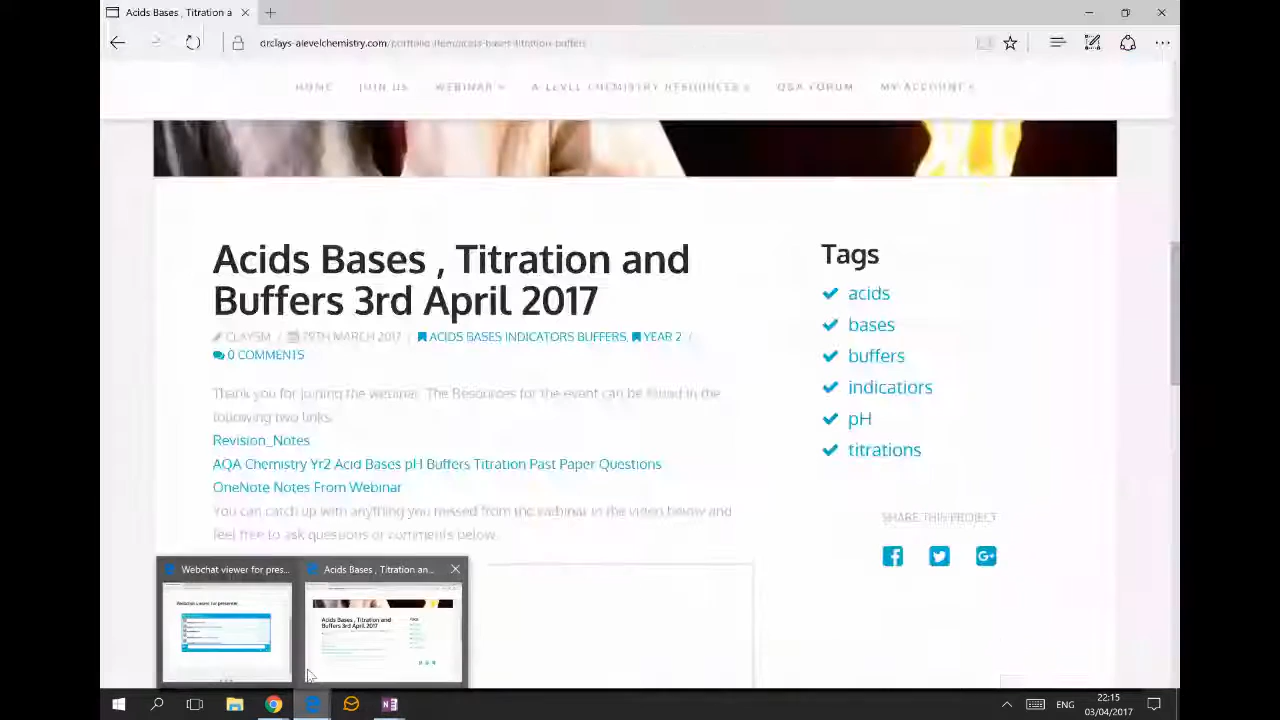 Acids Bases , Titration a
drclays-alevelchemistry.com/portfolio-item/acids-bases-titration-buffers
HOME JOIN US WEBINAR A-LEVEL CHEMISTRY RESOURCES Q&A FORUM MY ACCOUNT
Acids Bases , Titration and
Buffers 3rd April 2017
CLAYSM / 29TH MARCH 2017 / ACIDS BASES INDICATORS BUFFERS, YEAR 2 /
0 COMMENTS
Thank you for joining the webinar. The Resources for the event can be found in the
following two links.
Revision_Notes
AQA Chemistry Yr2 Acid Bases pH Buffers Titration Past Paper Questions
OneNote Notes From Webinar
You can catch up with anything you missed from the webinar in the video below and
feel free to ask questions or comments below.
Tags
acids
bases
buffers
indicatiors
pH
titrations
SHARE THIS PROJECT
Webchat viewer for pres...
Acids Bases , Titration an...
Acids Bases , Titration and
Buffers 3rd April 2017
ENG
22:15
03/04/2017